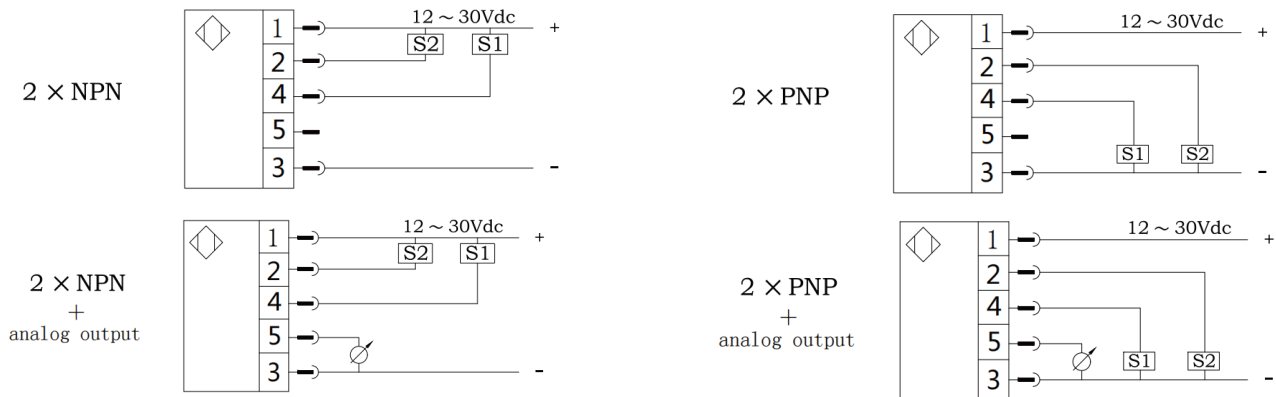 2 × NPN
1
2
4
5
3
12 ~ 30Vdc
S2
S1
+
-
2 × PNP
1
2
4
5
3
12 ~ 30Vdc
S1
S2
+
-
2 × NPN
+
analog output
1
2
4
5
3
12 ~ 30Vdc
S2
S1
+
-
2 × PNP
+
analog output
1
2
4
5
3
12 ~ 30Vdc
S1
S2
+
-